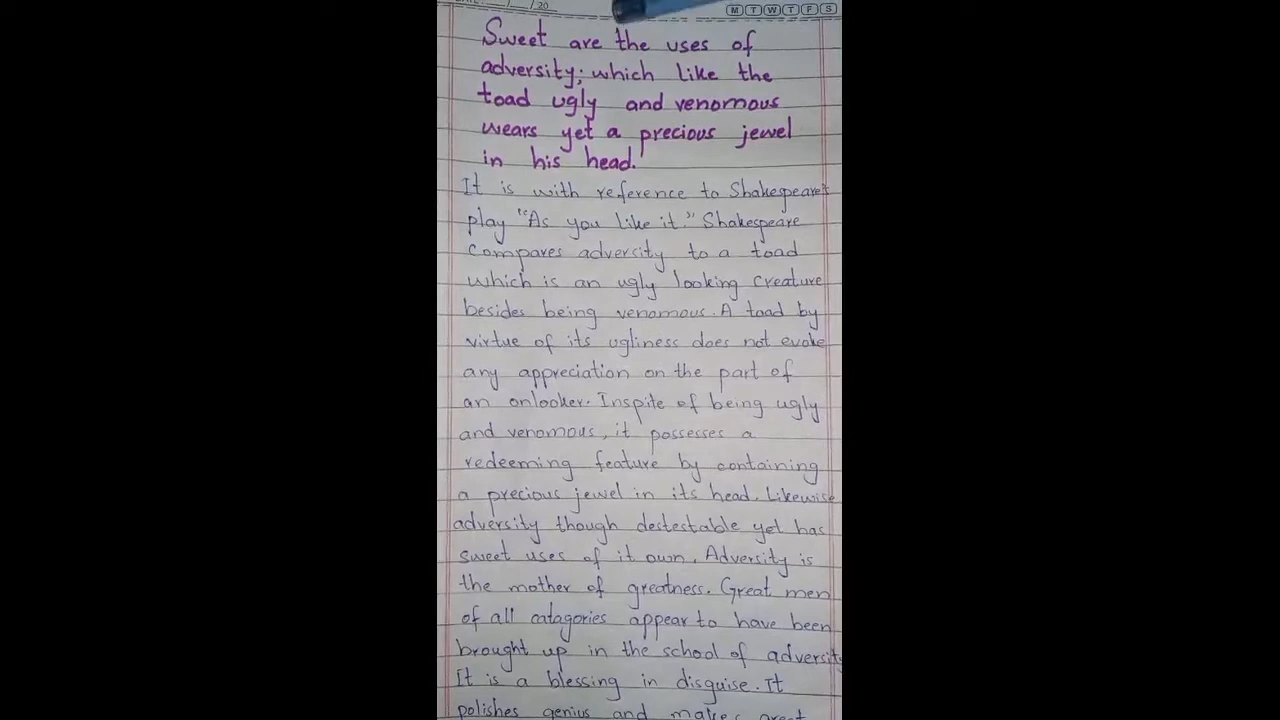 / /20 M T W T F S
Sweet are the uses of
adversity; which like the
toad ugly and venomous
wears yet a precious jewel
in his head.
It is with reference to Shakespeare's
play "As you like it." Shakespeare
compares adversity to a toad
which is an ugly looking creature
besides being venomous. A toad by
virtue of its ugliness does not evoke
any appreciation on the part of
an onlooker. Inspite of being ugly
and venomous, it possesses a
redeeming feature by containing
a precious jewel in its head. Likewise
adversity though destestable yet has
sweet uses of it own. Adversity is
the mother of greatness. Great men
of all catagories appear to have been
brought up in the school of adversity
It is a blessing in disguise. It
polishes genius and makes great